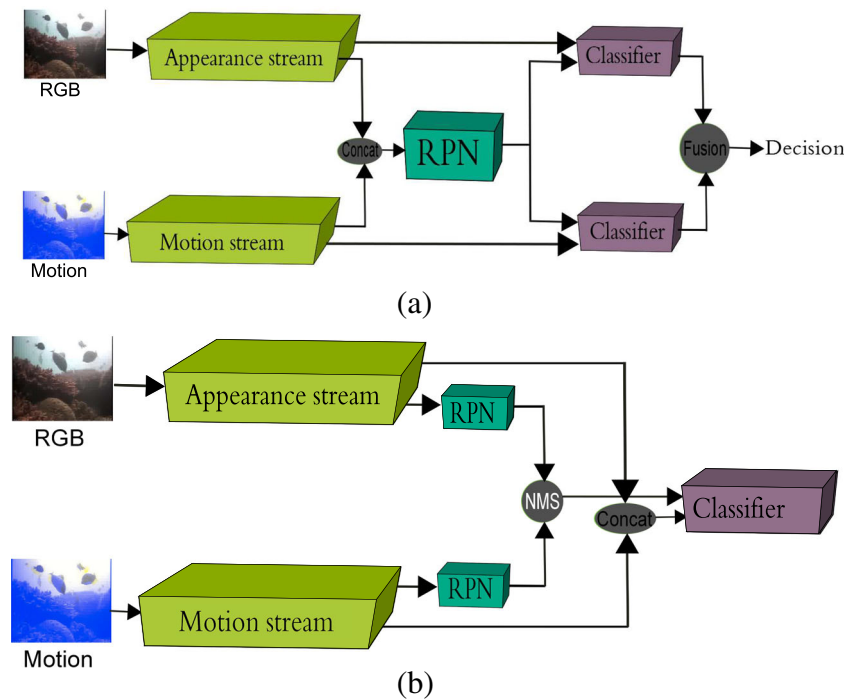 RGB
Appearance stream
Classifier
Concat
RPN
Fusion
Decision
Motion
Motion stream
Classifier
(a)
RGB
Appearance stream
RPN
NMS
Concat
Classifier
Motion
Motion stream
RPN
(b)